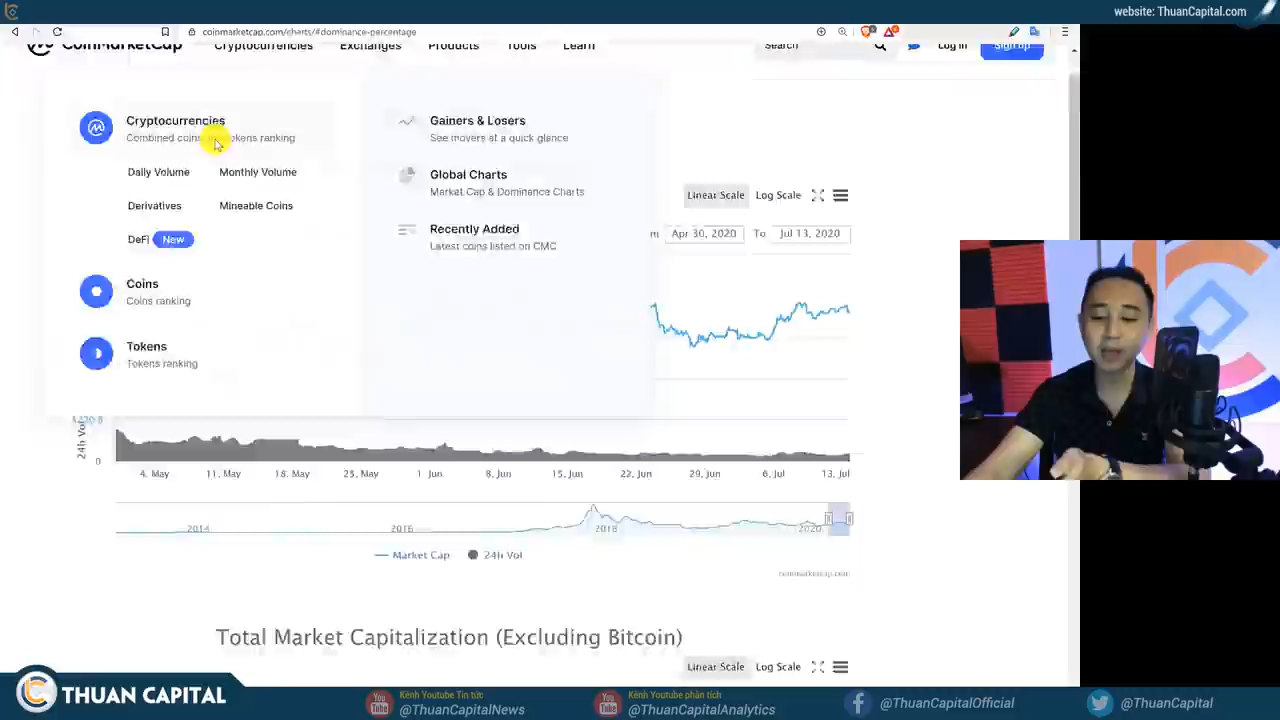 website: ThuanCapital.com
coinmarketcap.com/charts/#dominance-percentage
CoinMarketCap
Cryptocurrencies
Exchanges
Products
Tools
Learn
Search
Log In
Sign up
Cryptocurrencies
Combined coins tokens ranking
Daily Volume
Monthly Volume
Derivatives
Mineable Coins
DeFi New
Coins
Coins ranking
Tokens
Tokens ranking
Gainers & Losers
See movers at a quick glance
Global Charts
Market Cap & Dominance Charts
Recently Added
Latest coins listed on CMC
Linear Scale
Log Scale
Apr 30, 2020
To
Jul 13, 2020
24h Vol
0
4. May
11. May
18. May
25. May
1. Jun
8. Jun
15. Jun
22. Jun
29. Jun
6. Jul
13. Jul
2014
2016
2018
2020
Market Cap
24h Vol
coinmarketcap.com
Total Market Capitalization (Excluding Bitcoin)
Linear Scale
Log Scale
THUAN CAPITAL
You Tube
Kênh Youtube Tin tức
@ThuanCapitalNews
You Tube
Kênh Youtube phân tích
@ThuanCapitalAnalytics
@ThuanCapitalOfficial
@ThuanCapital